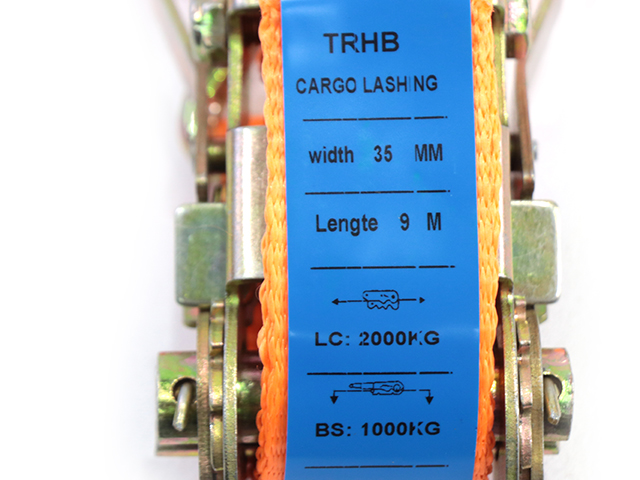 TRHB
CARGO LASHING
width 35 MM
Lengte 9 M
LC: 2000KG
BS: 1000KG